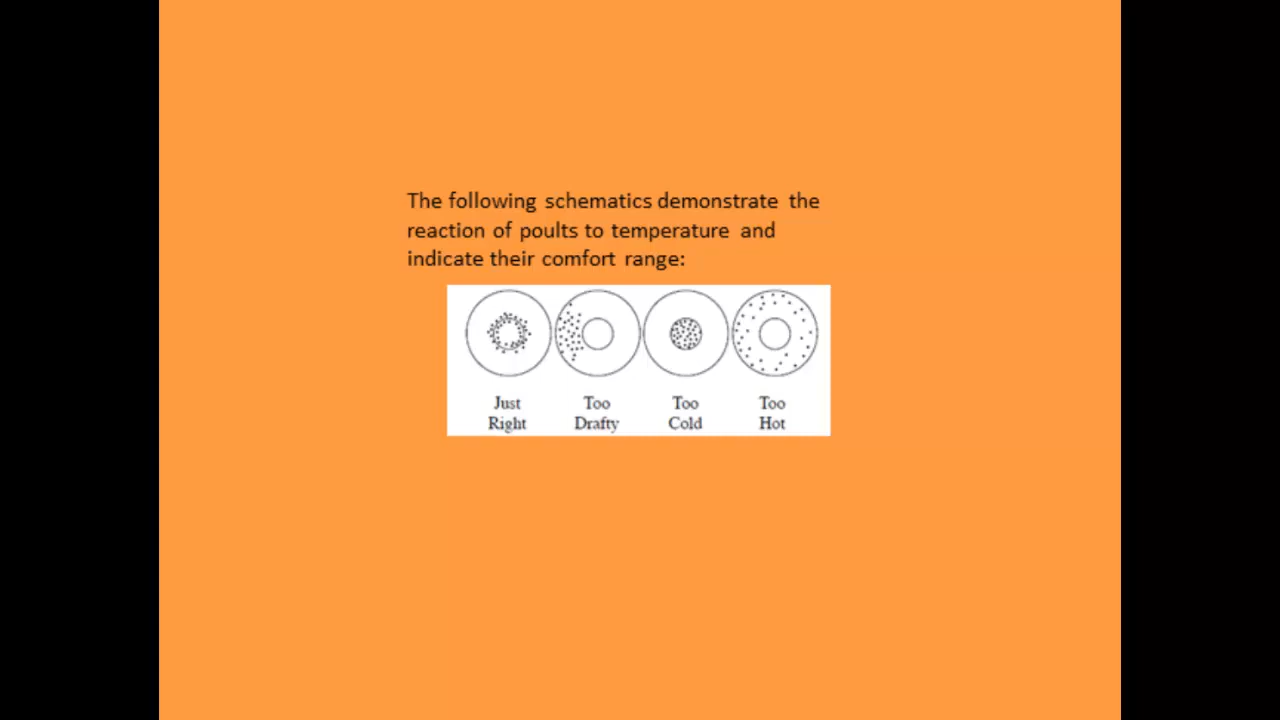 The following schematics demonstrate the
reaction of poults to temperature and
indicate their comfort range:
Just Too Too Too
Right Drafty Cold Hot